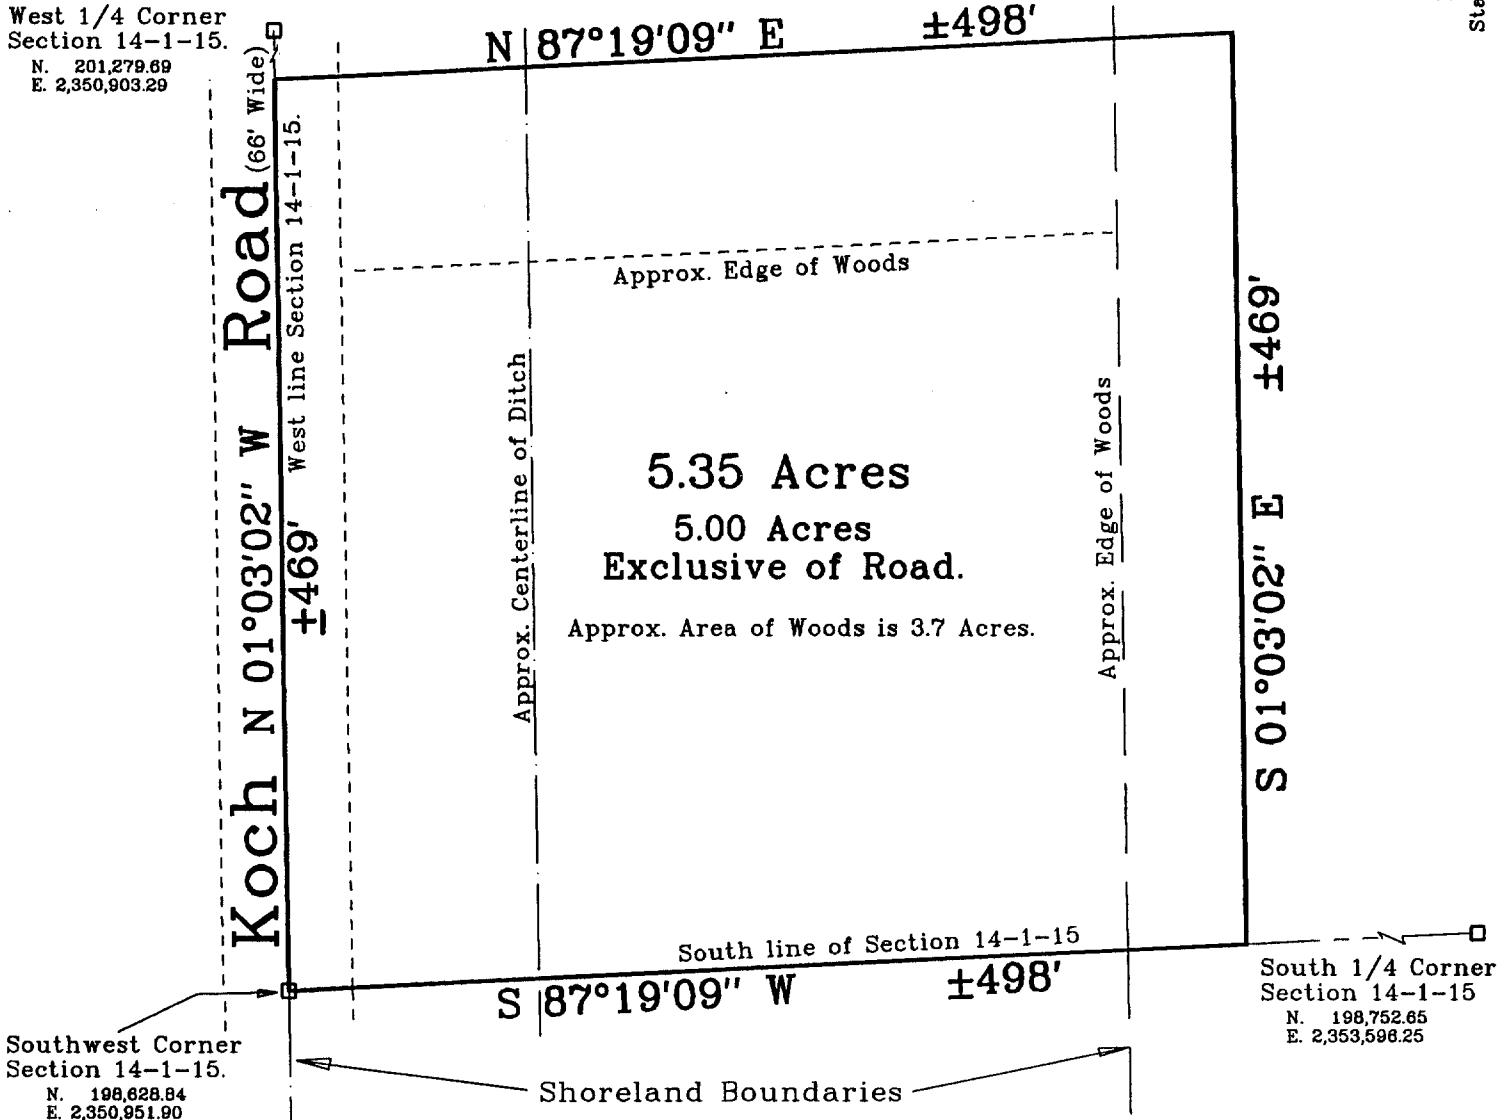 West 1/4 Corner
Section 14-1-15.
N. 201,279.69
E. 2,350,903.29
Sta
N 87°19'09" E ±498'
Koch Road (66' Wide)
N 01°03'02" W
±469'
West line Section 14-1-15.
Approx. Edge of Woods
Approx. Centerline of Ditch
5.35 Acres
5.00 Acres
Exclusive of Road.
Approx. Area of Woods is 3.7 Acres.
Approx. Edge of Woods
S 01°03'02" E ±469'
South line of Section 14-1-15
S 87°19'09" W ±498'
South 1/4 Corner
Section 14-1-15
N. 198,752.65
E. 2,353,596.25
Southwest Corner
Section 14-1-15.
N. 198,628.84
E. 2,350,951.90
Shoreland Boundaries